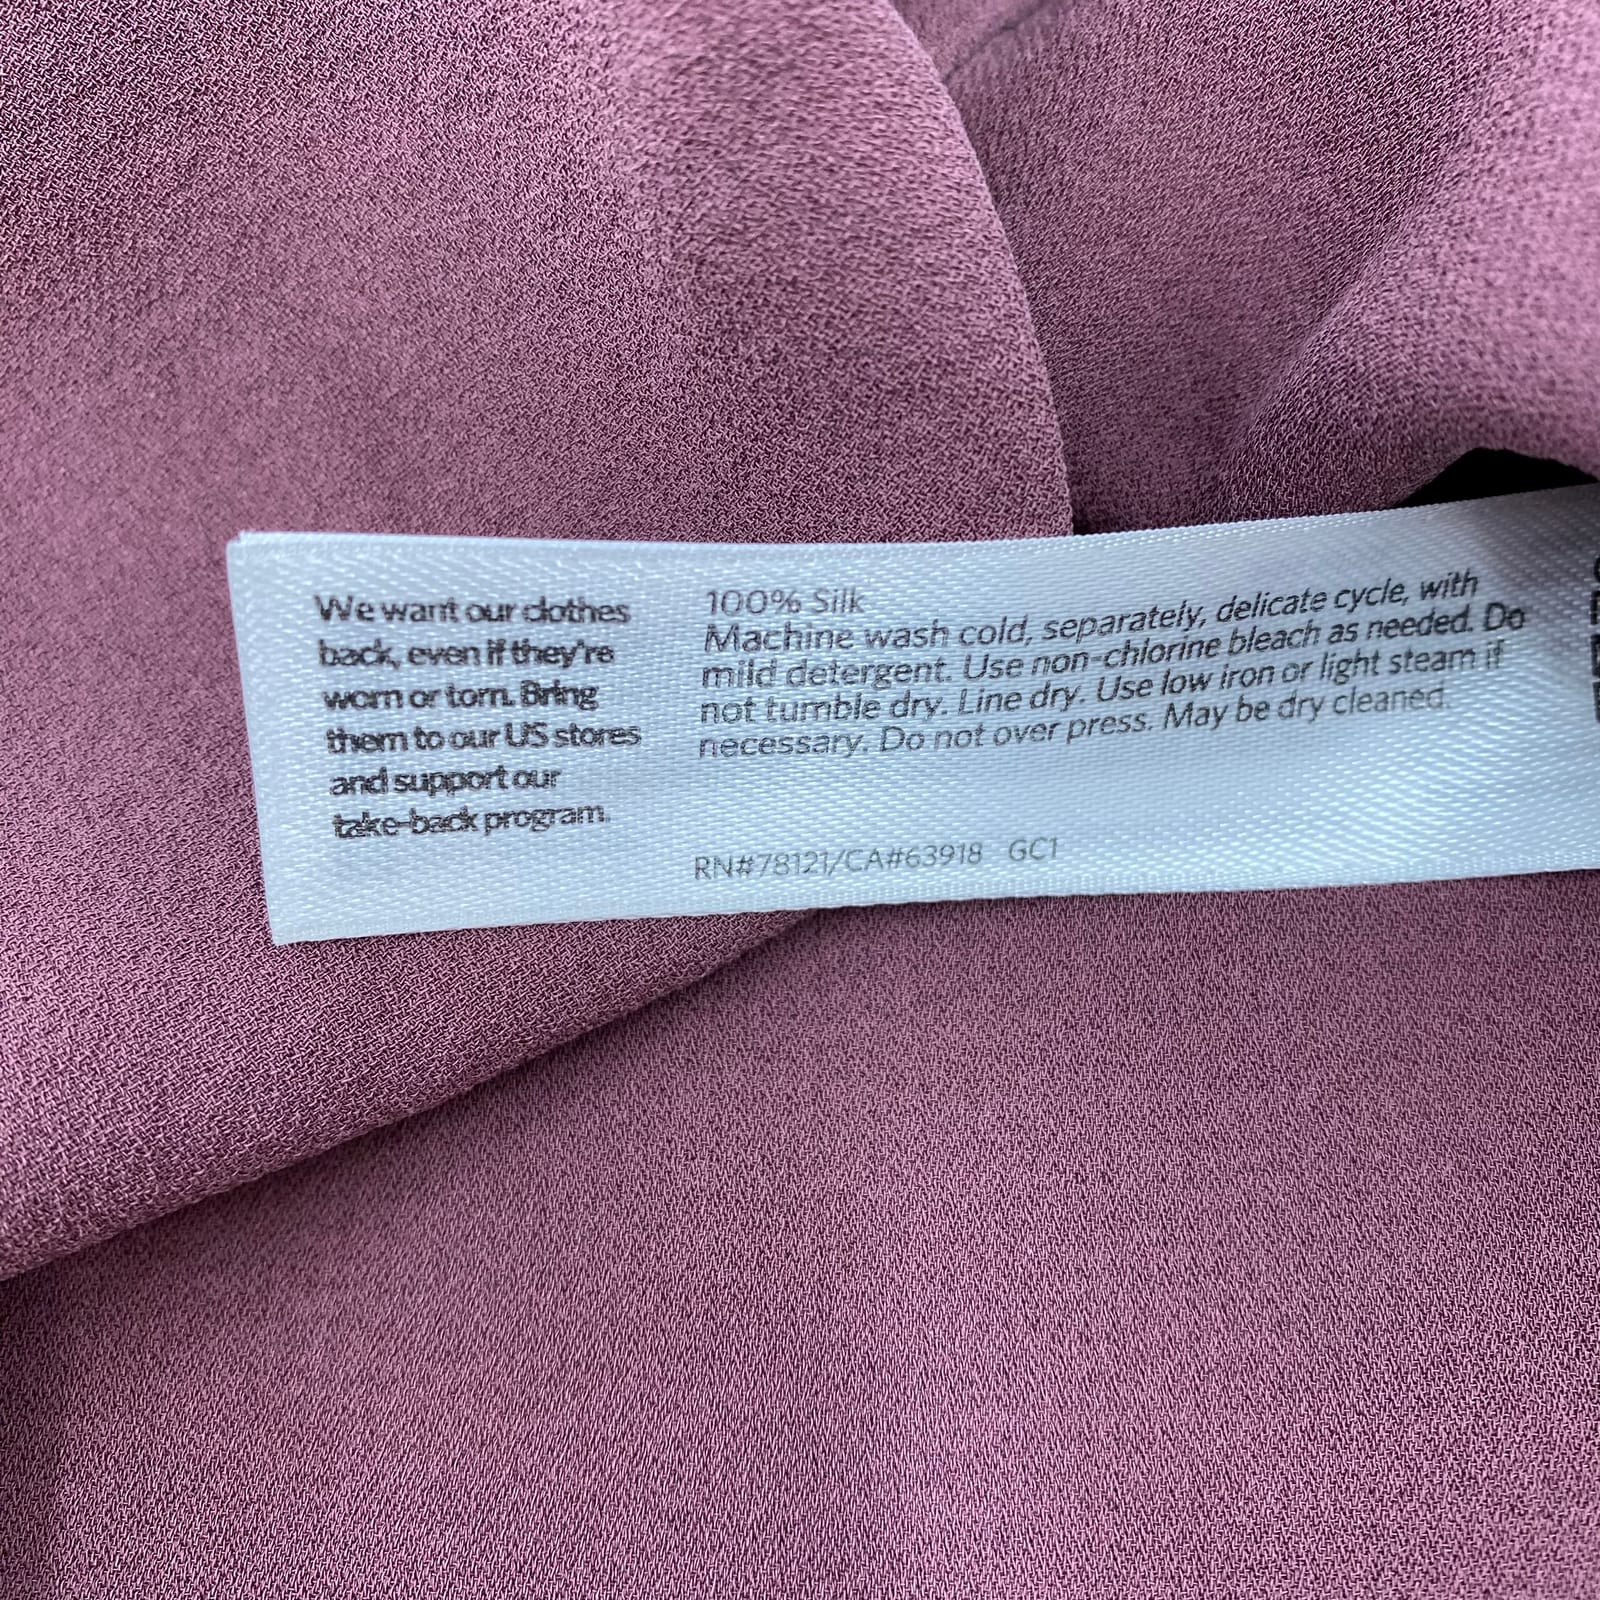 We want our clothes
back, even if they're
worn or torn. Bring
them to our US stores
and support our
take-back program.
100% Silk
Machine wash cold, separately, delicate cycle, with
mild detergent. Use non-chlorine bleach as needed. Do
not tumble dry. Line dry. Use low iron or light steam if
necessary. Do not over press. May be dry cleaned.
RN#78121/CA#63918 GC1